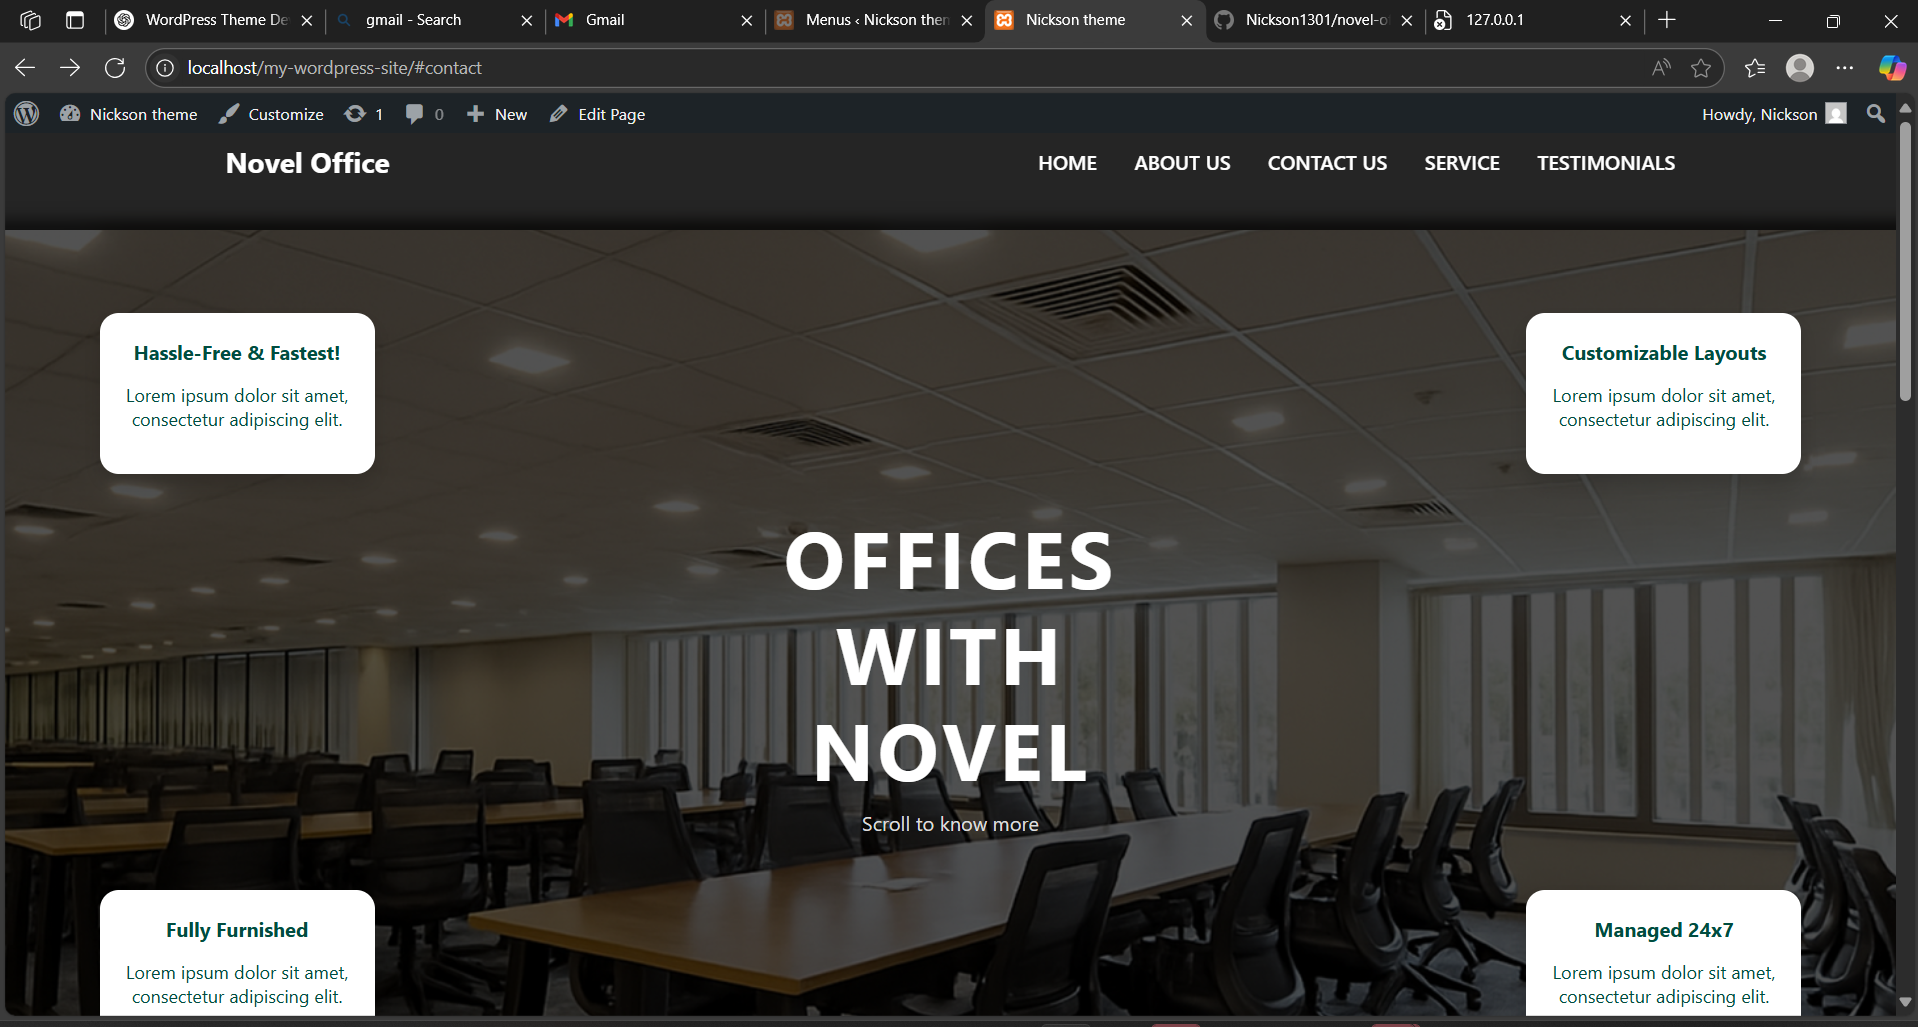 WordPress Theme De
gmail - Search
Gmail
Menus ‹ Nickson then
Nickson theme
Nickson1301/novel-o
127.0.0.1
localhost/my-wordpress-site/#contact
Nickson theme
Customize
1
0
New
Edit Page
Howdy, Nickson
Novel Office
HOME
ABOUT US
CONTACT US
SERVICE
TESTIMONIALS
Hassle-Free & Fastest!
Lorem ipsum dolor sit amet,
consectetur adipiscing elit.
Customizable Layouts
Lorem ipsum dolor sit amet,
consectetur adipiscing elit.
OFFICES
WITH
NOVEL
Scroll to know more
Fully Furnished
Lorem ipsum dolor sit amet,
consectetur adipiscing elit.
Managed 24x7
Lorem ipsum dolor sit amet,
consectetur adipiscing elit.